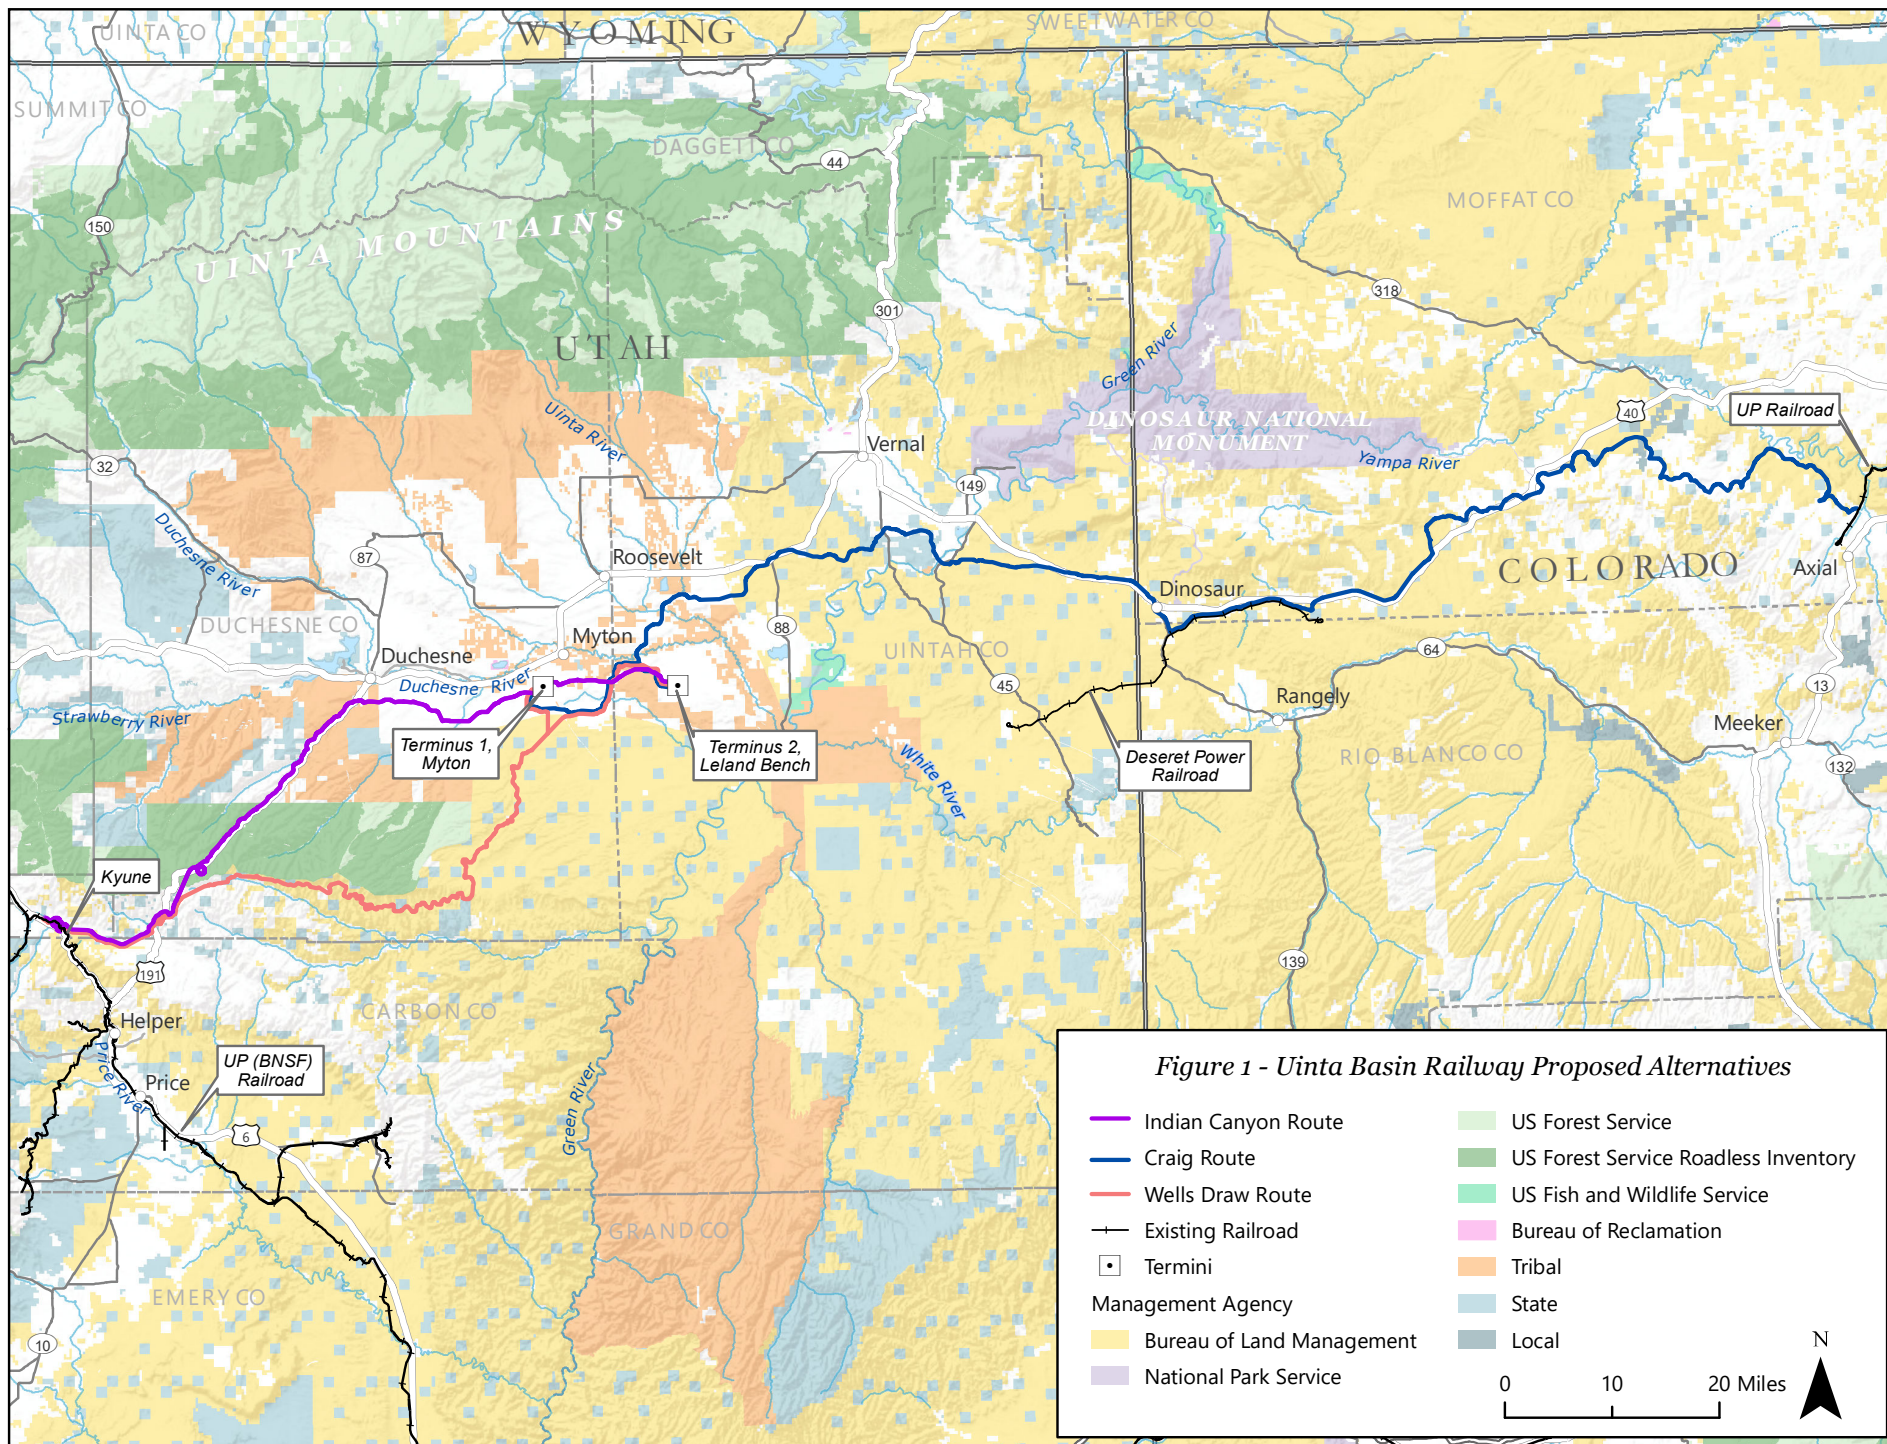 WYOMING
SWEETWATER CO
UINTA CO
SUMMIT CO
DAGGETT CO
44
MOFFAT CO
150
UINTA MOUNTAINS
301
318
UTAH
Green River
40
UP Railroad
Uinta River
DINOSAUR NATIONAL
MONUMENT
Vernal
Yampa River
32
149
Duchesne River
87
Roosevelt
COLORADO
Axial
Dinosaur
DUCHESNE CO
88
Myton
UINTAH CO
64
Duchesne
Duchesne River
45
13
Rangely
Strawberry River
Meeker
Terminus 1,
Myton
Terminus 2,
Leland Bench
White River
Deseret Power
Railroad
RIO BLANCO CO
132
Kyune
191
139
CARBON CO
Helper
Price River
UP (BNSF)
Railroad
Price
Green River
6
GRAND CO
EMERY CO
10
Figure 1 - Uinta Basin Railway Proposed Alternatives
Indian Canyon Route
Craig Route
Wells Draw Route
Existing Railroad
Termini
Management Agency
Bureau of Land Management
National Park Service
US Forest Service
US Forest Service Roadless Inventory
US Fish and Wildlife Service
Bureau of Reclamation
Tribal
State
Local
N
0 10 20 Miles